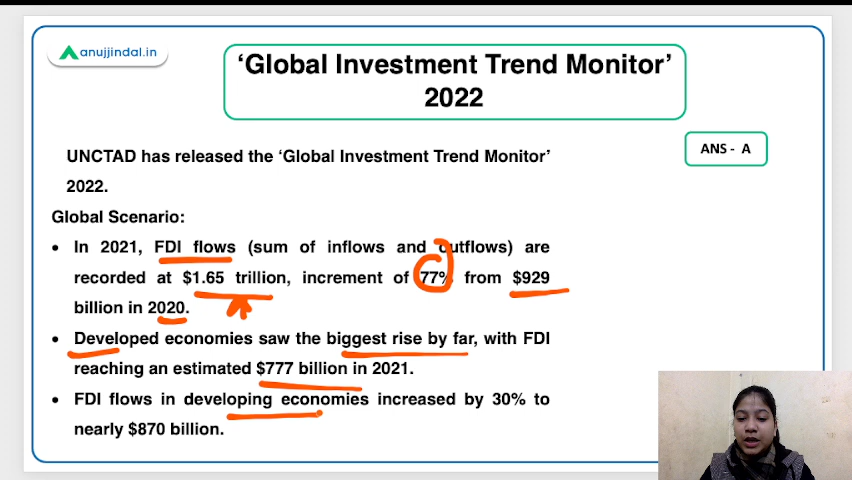 anujjindal.in
'Global Investment Trend Monitor'
2022
ANS - A
UNCTAD has released the 'Global Investment Trend Monitor'
2022.
Global Scenario:
• In 2021, FDI flows (sum of inflows and outflows) are
recorded at $1.65 trillion, increment of 77% from $929
billion in 2020.
• Developed economies saw the biggest rise by far, with FDI
reaching an estimated $777 billion in 2021.
• FDI flows in developing economies increased by 30% to
nearly $870 billion.